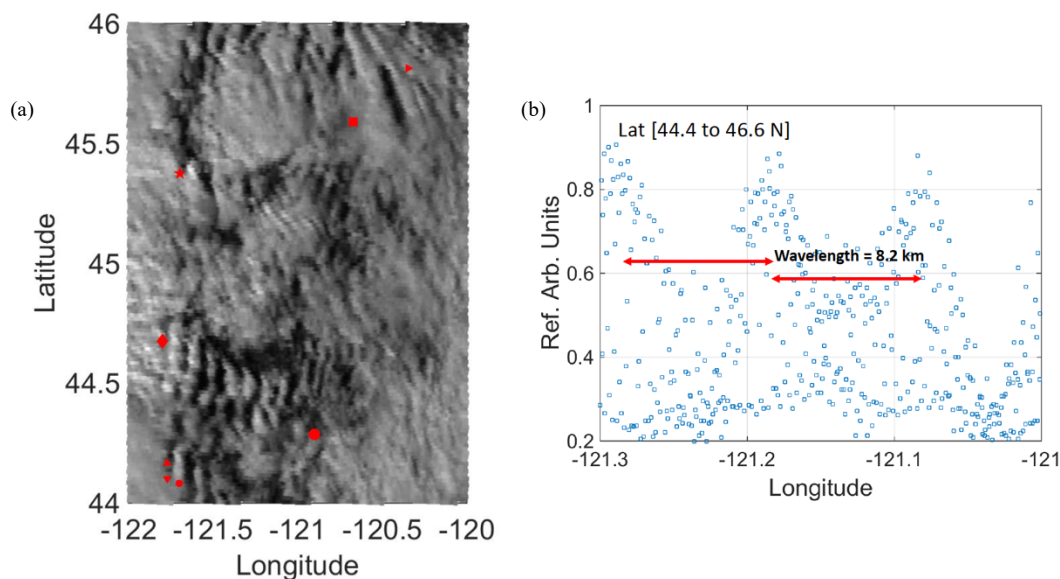 (a)
46
45.5
45
44.5
44
Latitude
-122 -121.5 -121 -120.5 -120
Longitude
(b)
1
0.8
0.6
0.4
0.2
Ref. Arb. Units
Lat [44.4 to 46.6 N]
Wavelength = 8.2 km
-121.3 -121.2 -121.1 -121
Longitude